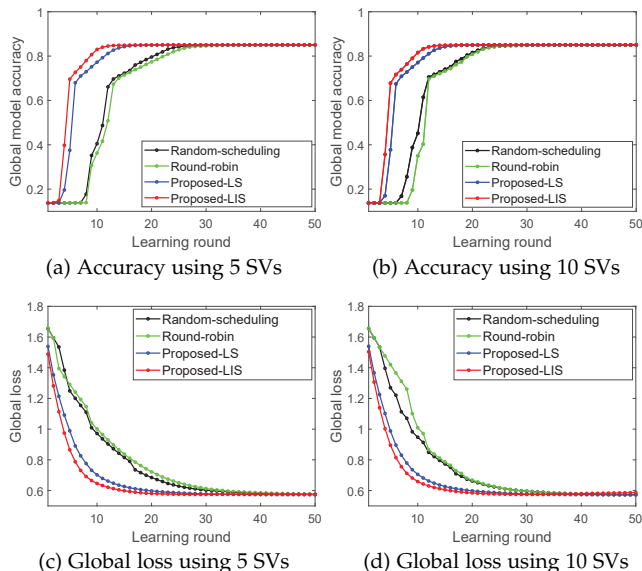 Global model accuracy
1
0.8
0.6
0.4
0.2
Random-scheduling
Round-robin
Proposed-LS
Proposed-LIS
10 20 30 40 50
Learning round
(a) Accuracy using 5 SVs
Global model accuracy
1
0.8
0.6
0.4
0.2
Random-scheduling
Round-robin
Proposed-LS
Proposed-LIS
10 20 30 40 50
Learning round
(b) Accuracy using 10 SVs
Global loss
1.8
1.6
1.4
1.2
1
0.8
0.6
Random-scheduling
Round-robin
Proposed-LS
Proposed-LIS
10 20 30 40 50
Learning round
(c) Global loss using 5 SVs
Global loss
1.8
1.6
1.4
1.2
1
0.8
0.6
Random-scheduling
Round-robin
Proposed-LS
Proposed-LIS
10 20 30 40 50
Learning round
(d) Global loss using 10 SVs